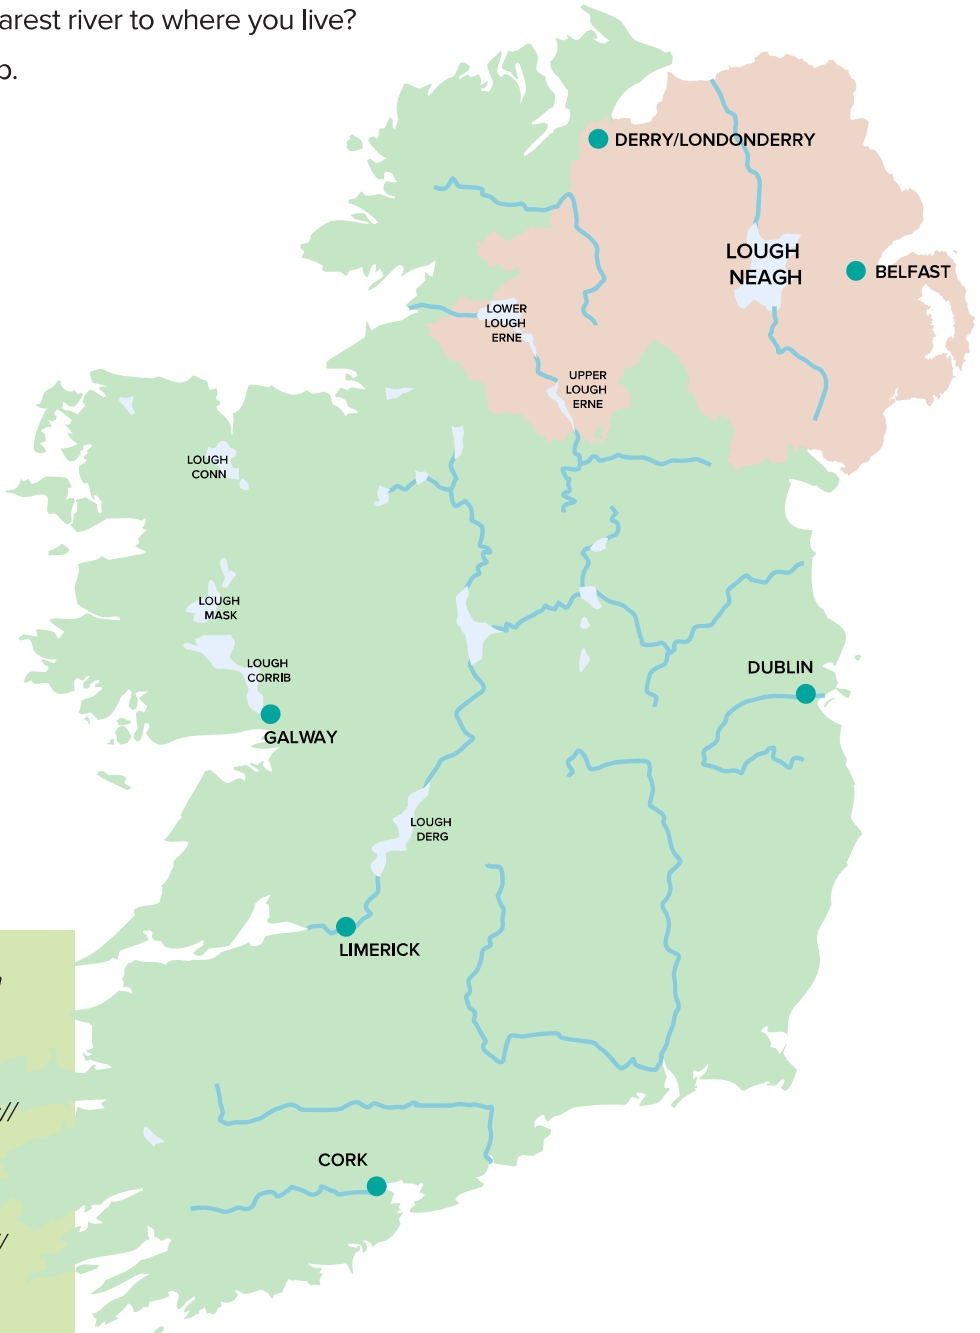 arest river to where you live?
p.
DERRY/LONDONDERRY
LOUGH
NEAGH
BELFAST
LOWER
LOUGH
ERNE
UPPER
LOUGH
ERNE
LOUGH
CONN
LOUGH
MASK
LOUGH
CORRIB
GALWAY
DUBLIN
LOUGH
DERG
LIMERICK
//
CORK
/